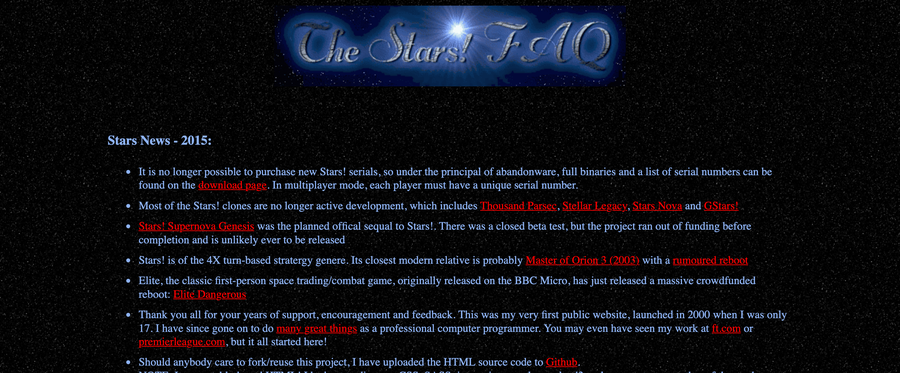 The Stars! FAQ
Stars News - 2015:
It is no longer possible to purchase new Stars! serials, so under the principal of abandonware, full binaries and a list of serial numbers can be
found on the download page. In multiplayer mode, each player must have a unique serial number.
Most of the Stars! clones are no longer active development, which includes Thousand Parsec, Stellar Legacy, Stars Nova and GStars! .
Stars! Supernova Genesis was the planned offical sequal to Stars!. There was a closed beta test, but the project ran out of funding before
completion and is unlikely ever to be released
Stars! is of the 4X turn-based stratergy genere. Its closest modern relative is probably Master of Orion 3 (2003) with a rumoured reboot
Elite, the classic first-person space trading/combat game, originally released on the BBC Micro, has just released a massive crowdfunded
reboot: Elite Dangerous
Thank you all for your years of support, encouragement and feedback. This was my very first public website, launched in 2000 when I was only
17. I have since gone on to do many great things as a professional computer programmer. You may even have seen my work at ft.com or
premierleague.com, but it all started here!
Should anybody care to fork/reuse this project, I have uploaded the HTML source code to Github.